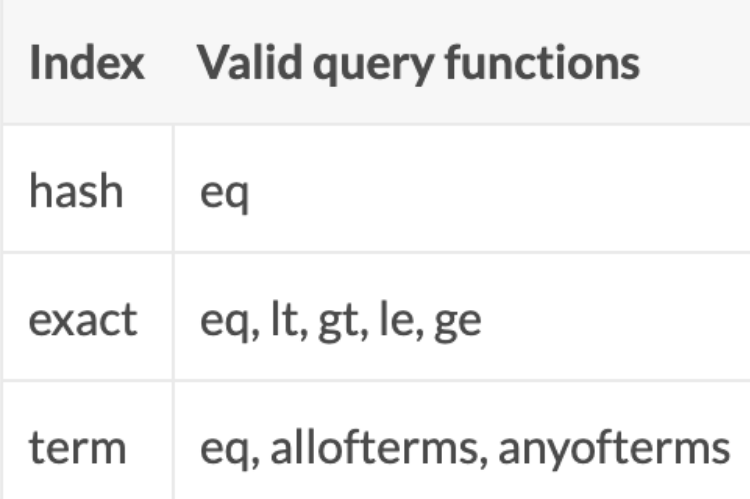 Index Valid query functions
hash eq
exact eq, lt, gt, le, ge
term eq, allofterms, anyofterms